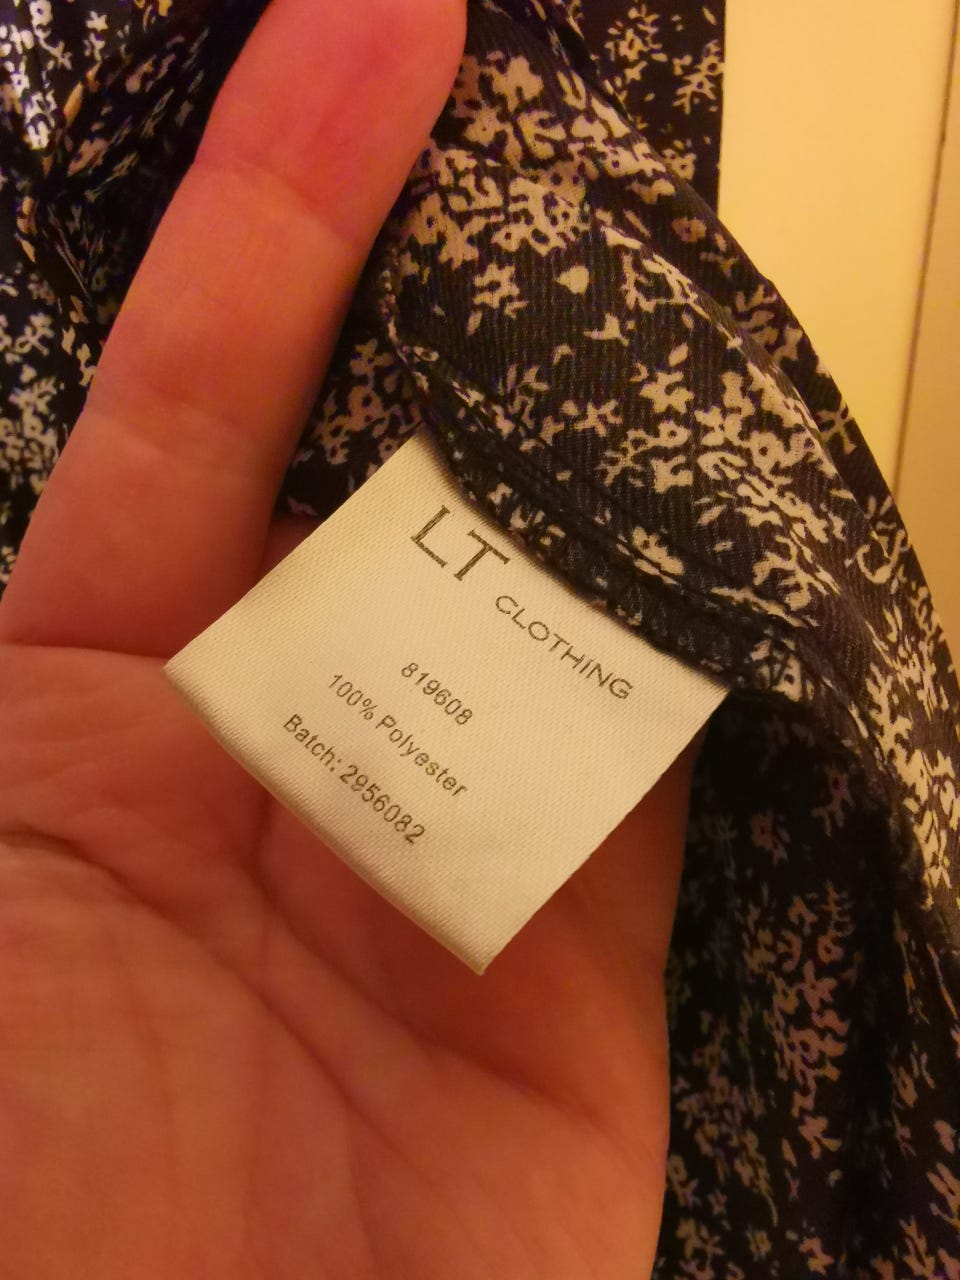 LT
CLOTHING
819608
100% Polyester
Batch: 2956082